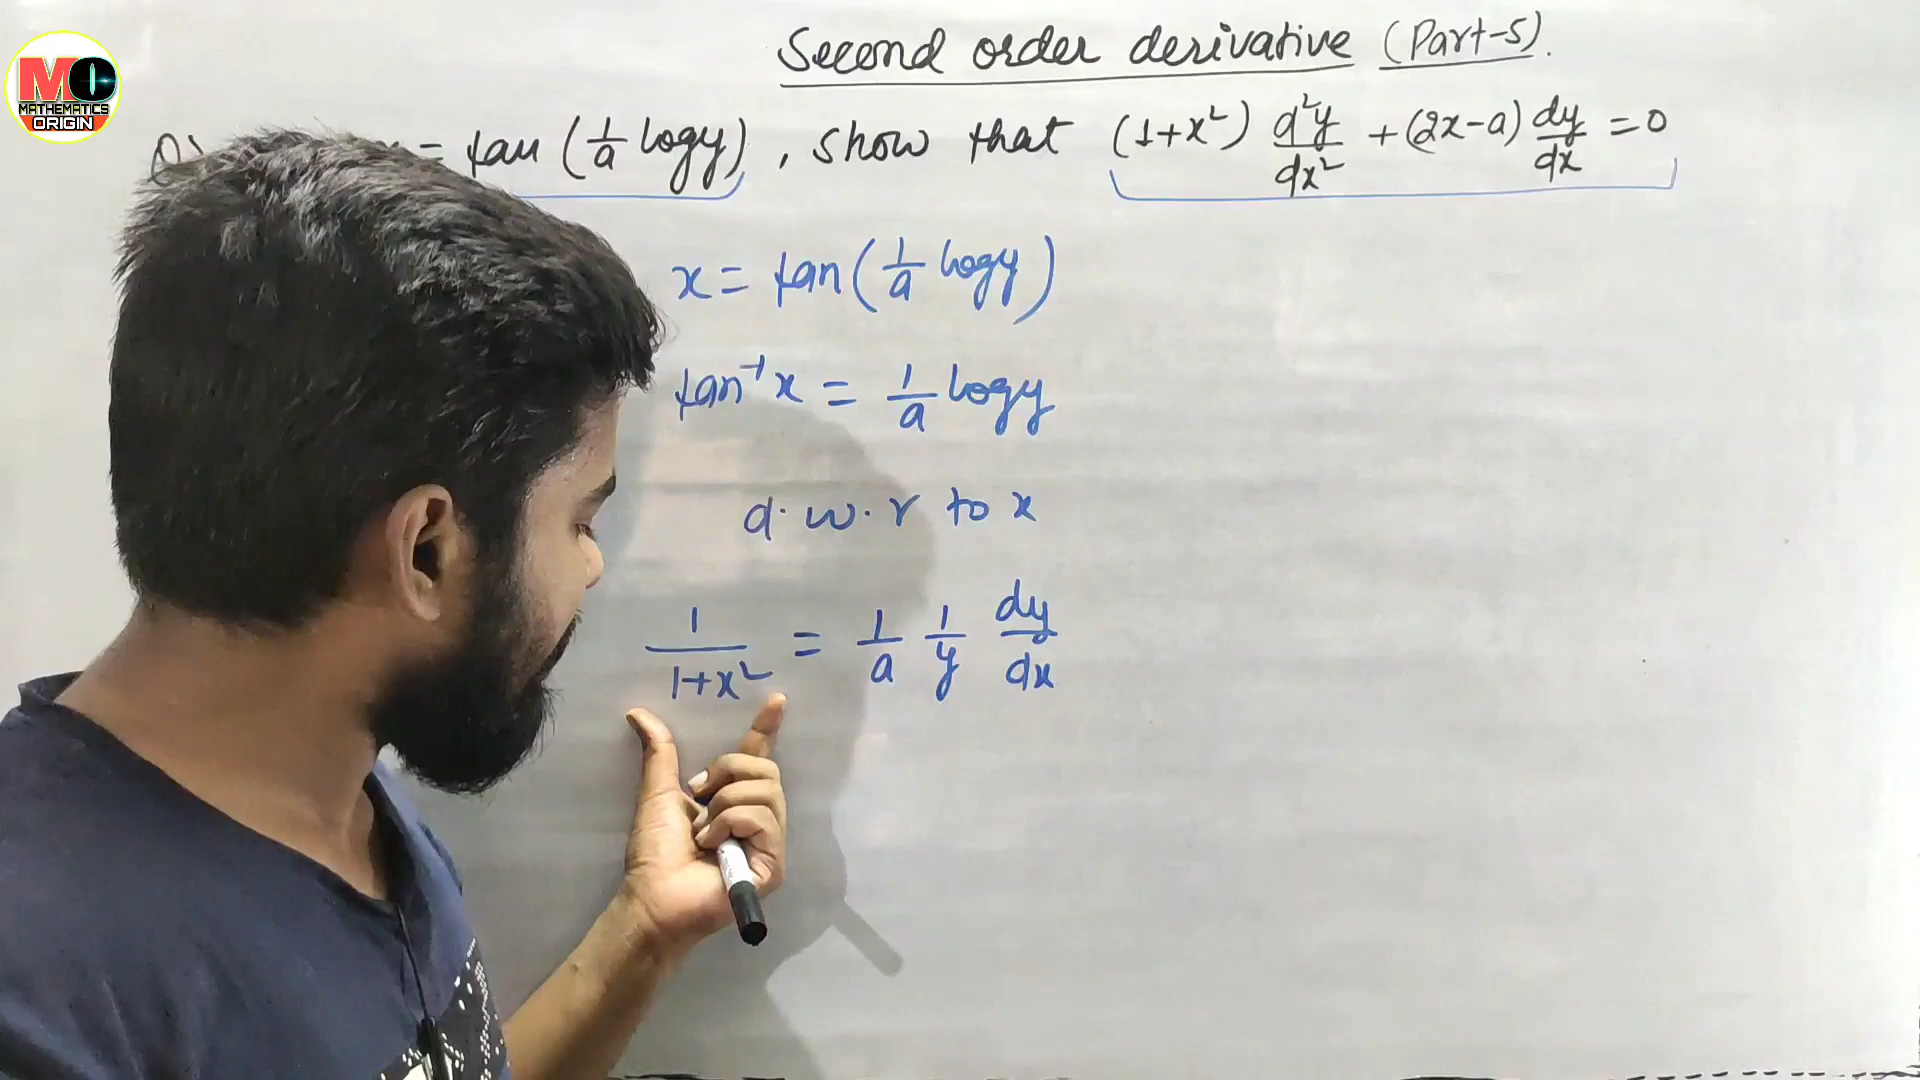 MO
MATHEMATICS
ORIGIN
Second order derivative (Part-5).
x = tan (1/a logy), show that (1+x²) d²y/dx² + (2x-a) dy/dx = 0
x = tan (1/a logy)
tan⁻¹x = 1/a logy
d.w.r to x
1/(1+x²) = 1/a 1/y dy/dx